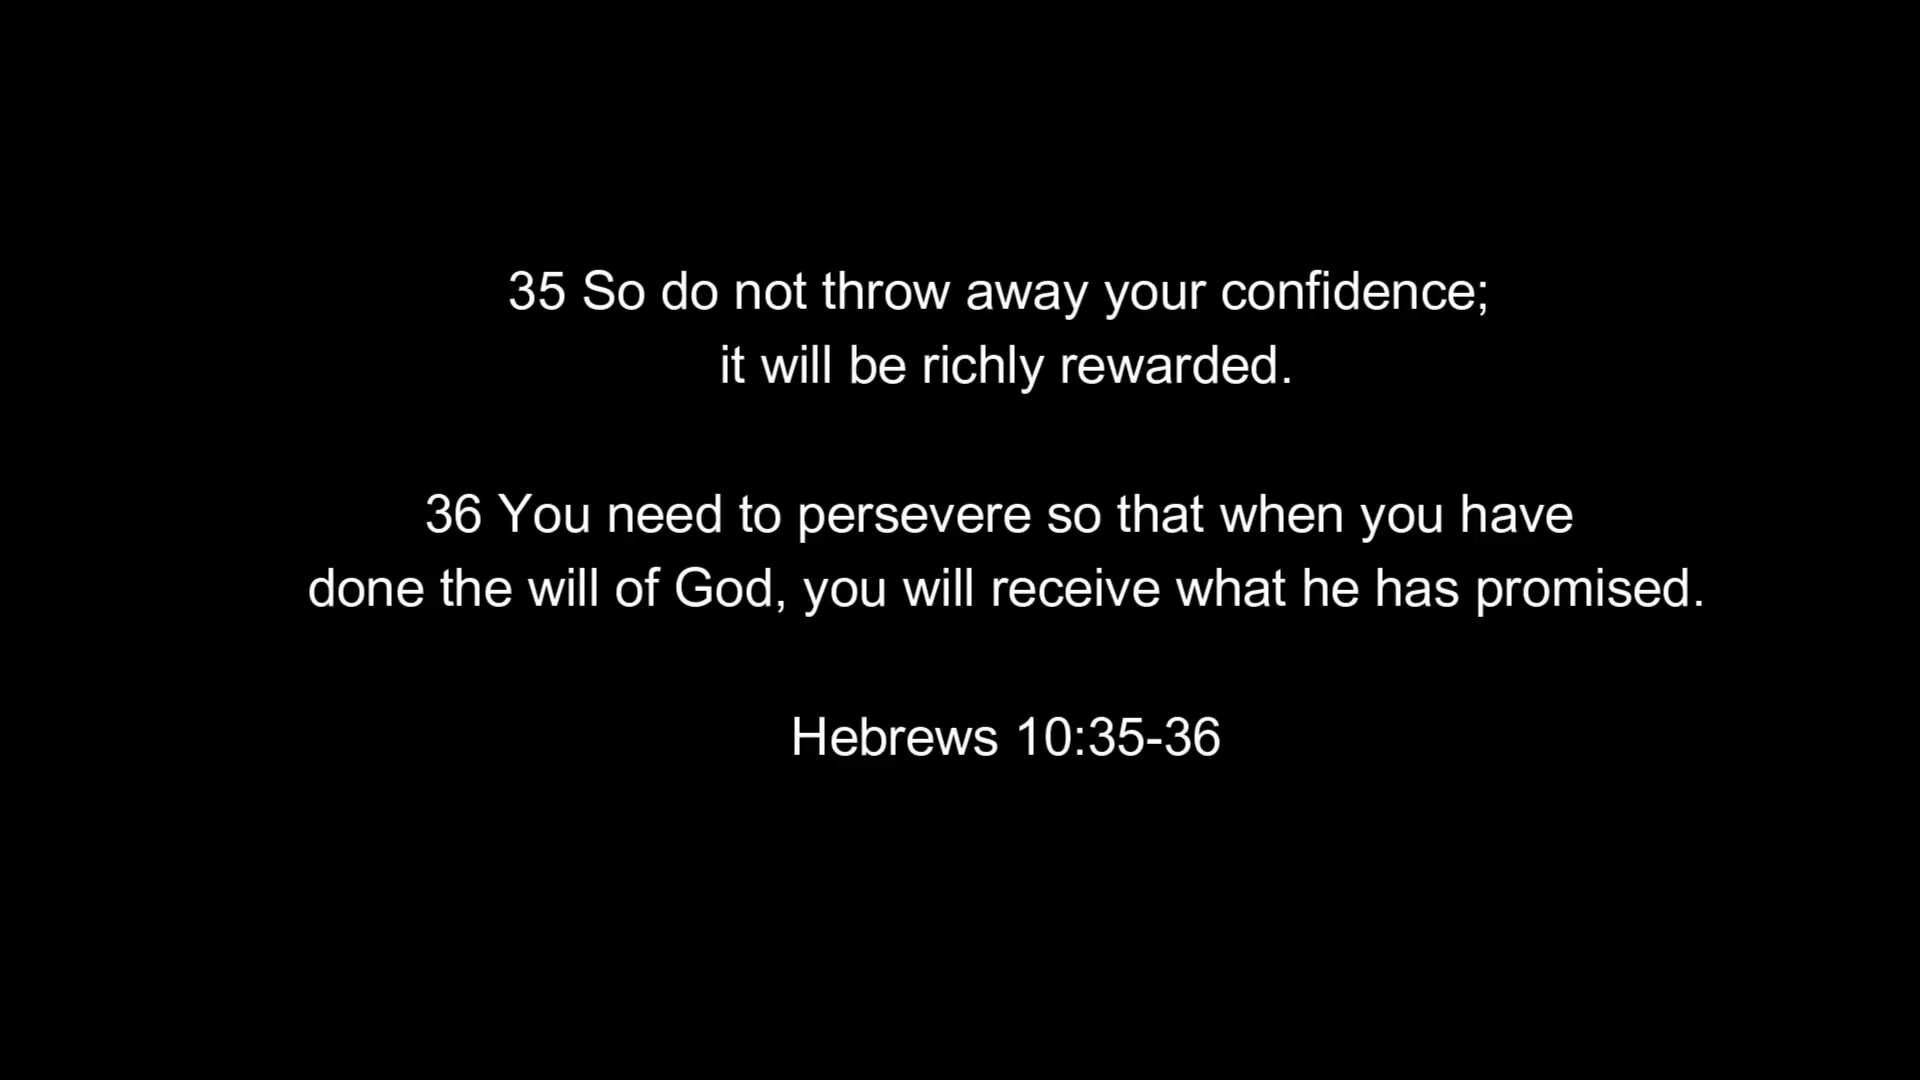 35 So do not throw away your confidence;
it will be richly rewarded.
36 You need to persevere so that when you have
done the will of God, you will receive what he has promised.
Hebrews 10:35-36